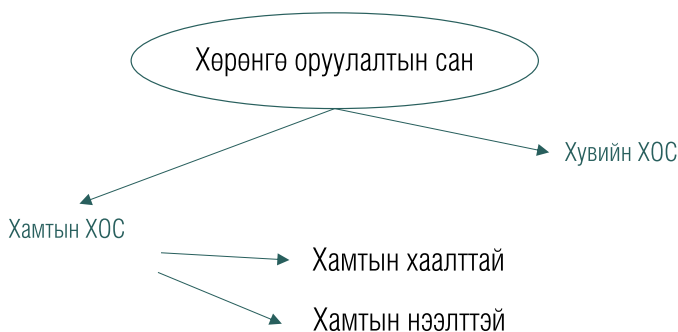 Хөрөнгө оруулалтын сан
Хувийн ХОС
Хамтын ХОС
Хамтын хаалттай
Хамтын нээлттэй